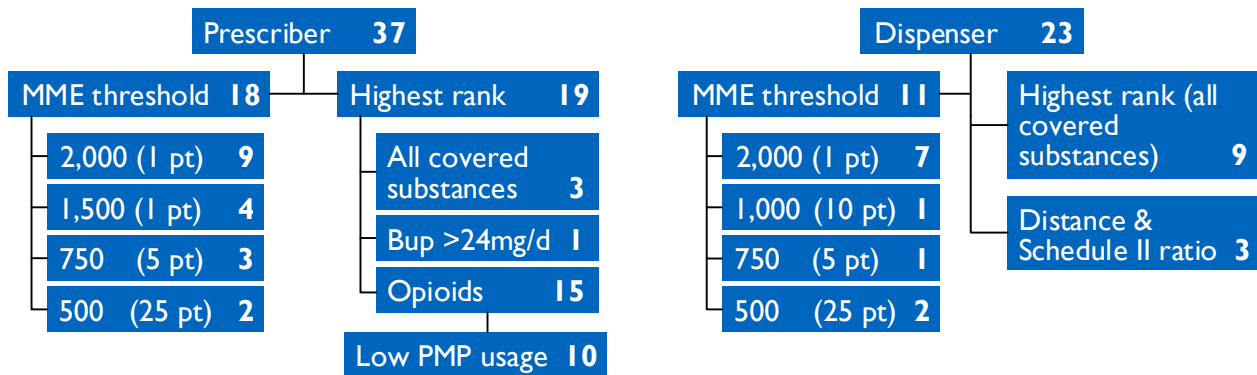 Prescriber 37
MME threshold 18
2,000 (1 pt) 9
1,500 (1 pt) 4
750 (5 pt) 3
500 (25 pt) 2
Highest rank 19
All covered
substances 3
Bup >24mg/d 1
Opioids 15
Low PMP usage 10
Dispenser 23
MME threshold 11
2,000 (1 pt) 7
1,000 (10 pt) 1
750 (5 pt) 1
500 (25 pt) 2
Highest rank (all
covered
substances) 9
Distance &
Schedule II ratio 3